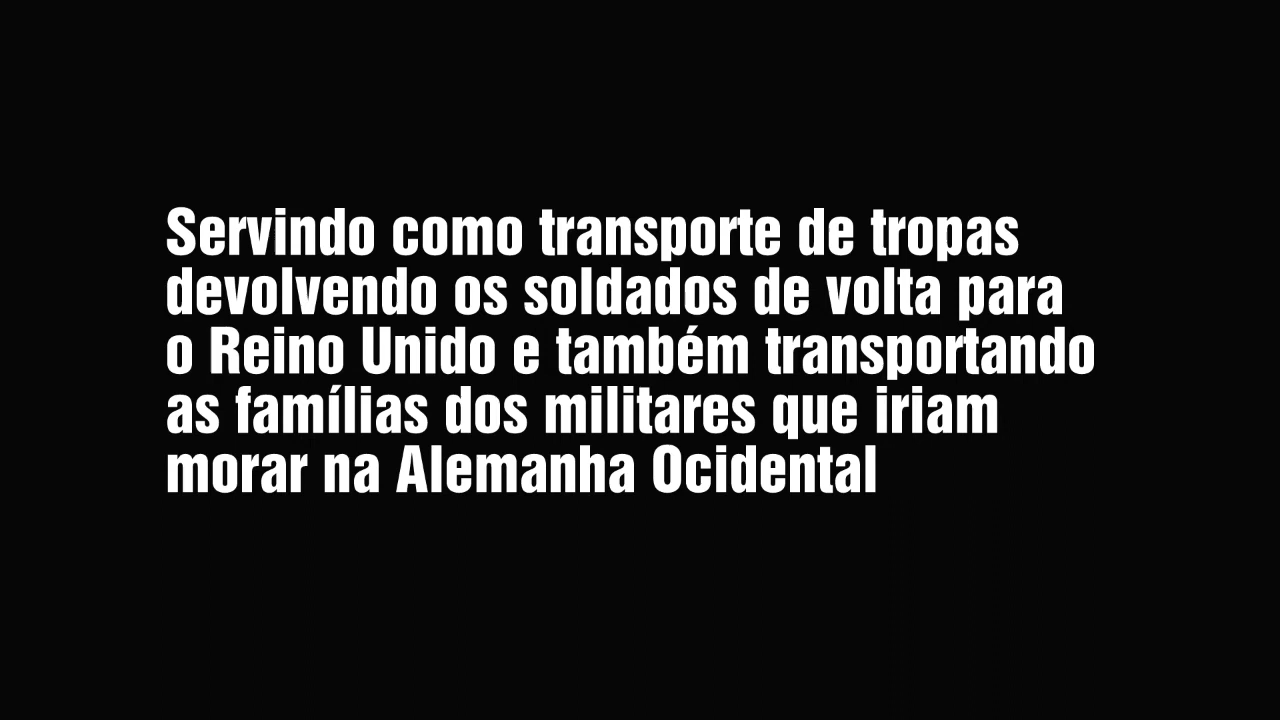 Servindo como transporte de tropas
devolvendo os soldados de volta para
o Reino Unido e também transportando
as famílias dos militares que iriam
morar na Alemanha Ocidental